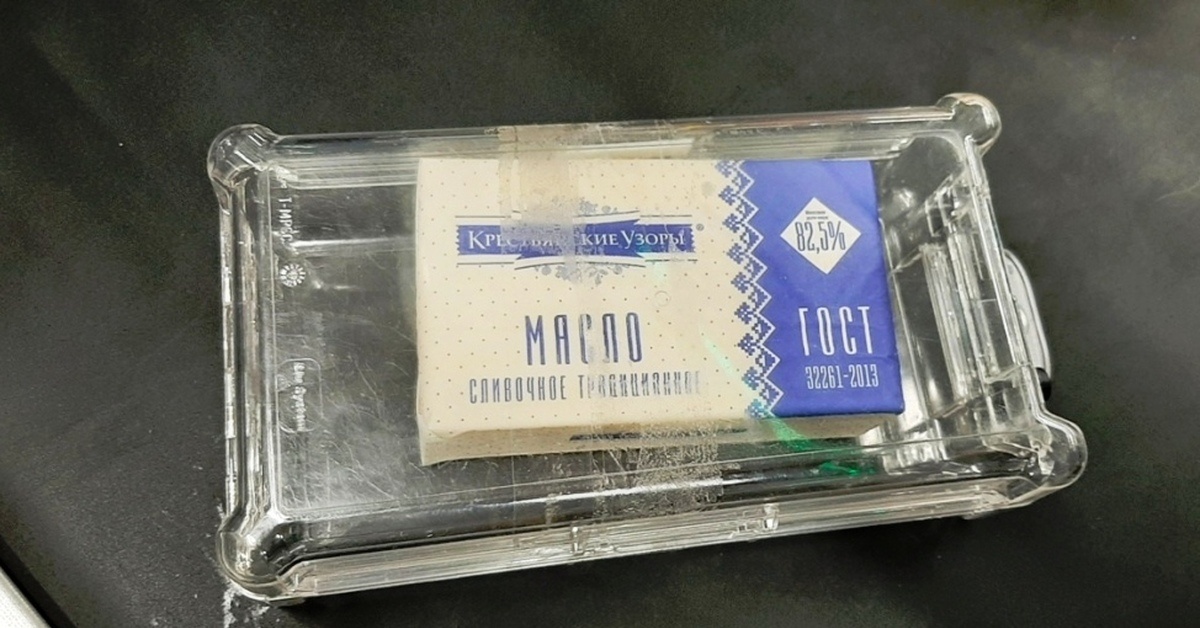 Крестьянские Узоры
®
82,5%
МАСЛО
СЛИВОЧНОЕ ТРАДИЦИОННОЕ
ГОСТ
32261-2013